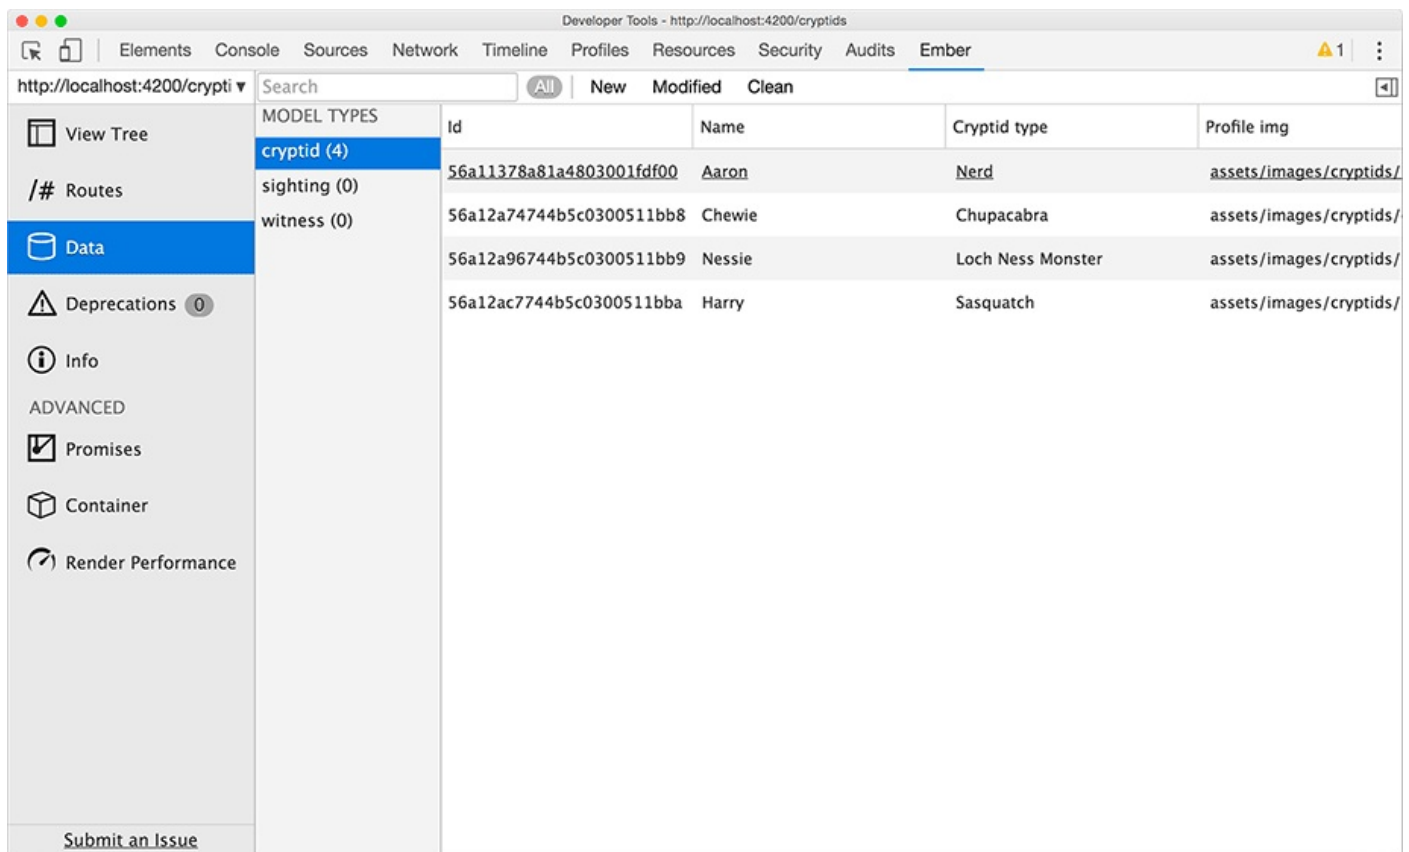 Developer Tools - http://localhost:4200/cryptids
Elements Console Sources Network Timeline Profiles Resources Security Audits Ember 1
http://localhost:4200/crypti Search All New Modified Clean
View Tree
/# Routes
Data
Deprecations 0
Info
ADVANCED
Promises
Container
Render Performance
Submit an Issue
MODEL TYPES
cryptid (4)
sighting (0)
witness (0)
Id Name Cryptid type Profile img
56a11378a81a4803001fdf00 Aaron Nerd assets/images/cryptids/
56a12a74744b5c0300511bb8 Chewie Chupacabra assets/images/cryptids/
56a12a96744b5c0300511bb9 Nessie Loch Ness Monster assets/images/cryptids/
56a12ac7744b5c0300511bba Harry Sasquatch assets/images/cryptids/